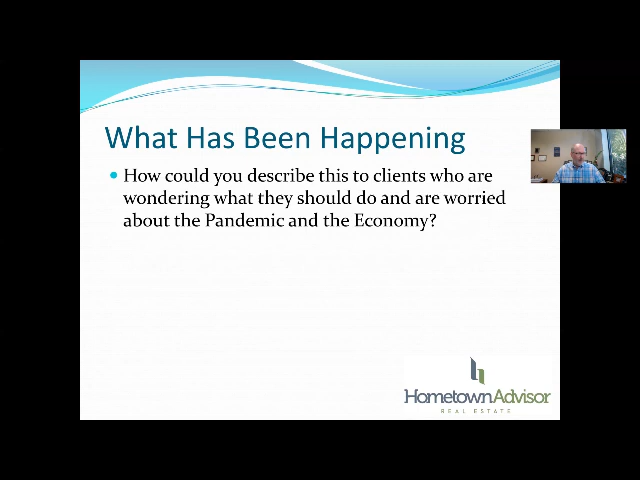 What Has Been Happening
How could you describe this to clients who are
wondering what they should do and are worried
about the Pandemic and the Economy?
HometownAdvisor
REAL ESTATE